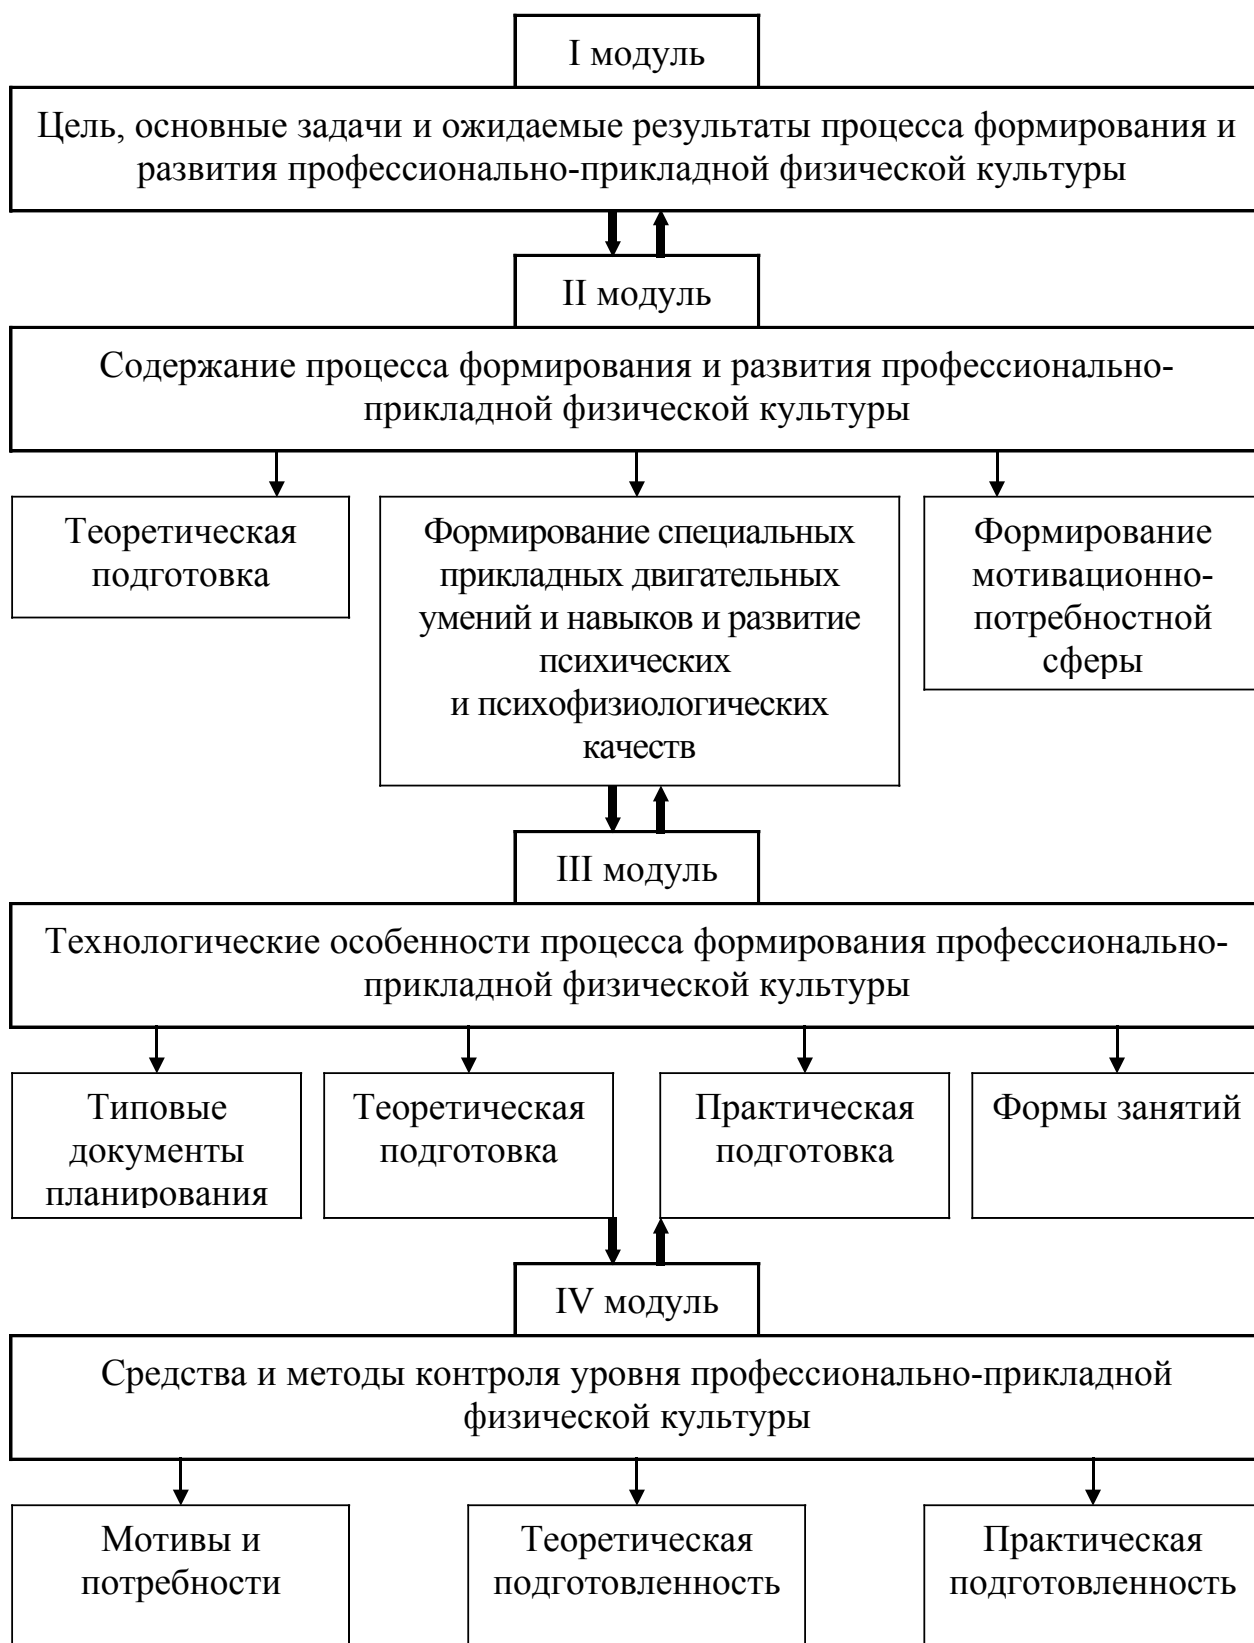 I модуль
Цель, основные задачи и ожидаемые результаты процесса формирования и
развития профессионально-прикладной физической культуры
II модуль
Содержание процесса формирования и развития профессионально-
прикладной физической культуры
Теоретическая
подготовка
Формирование специальных
прикладных двигательных
умений и навыков и развитие
психических
и психофизиологических
качеств
Формирование
мотивационно-
потребностной
сферы
III модуль
Технологические особенности процесса формирования профессионально-
прикладной физической культуры
Типовые
документы
планирования
Теоретическая
подготовка
Практическая
подготовка
Формы занятий
IV модуль
Средства и методы контроля уровня профессионально-прикладной
физической культуры
Мотивы и
потребности
Теоретическая
подготовленность
Практическая
подготовленность